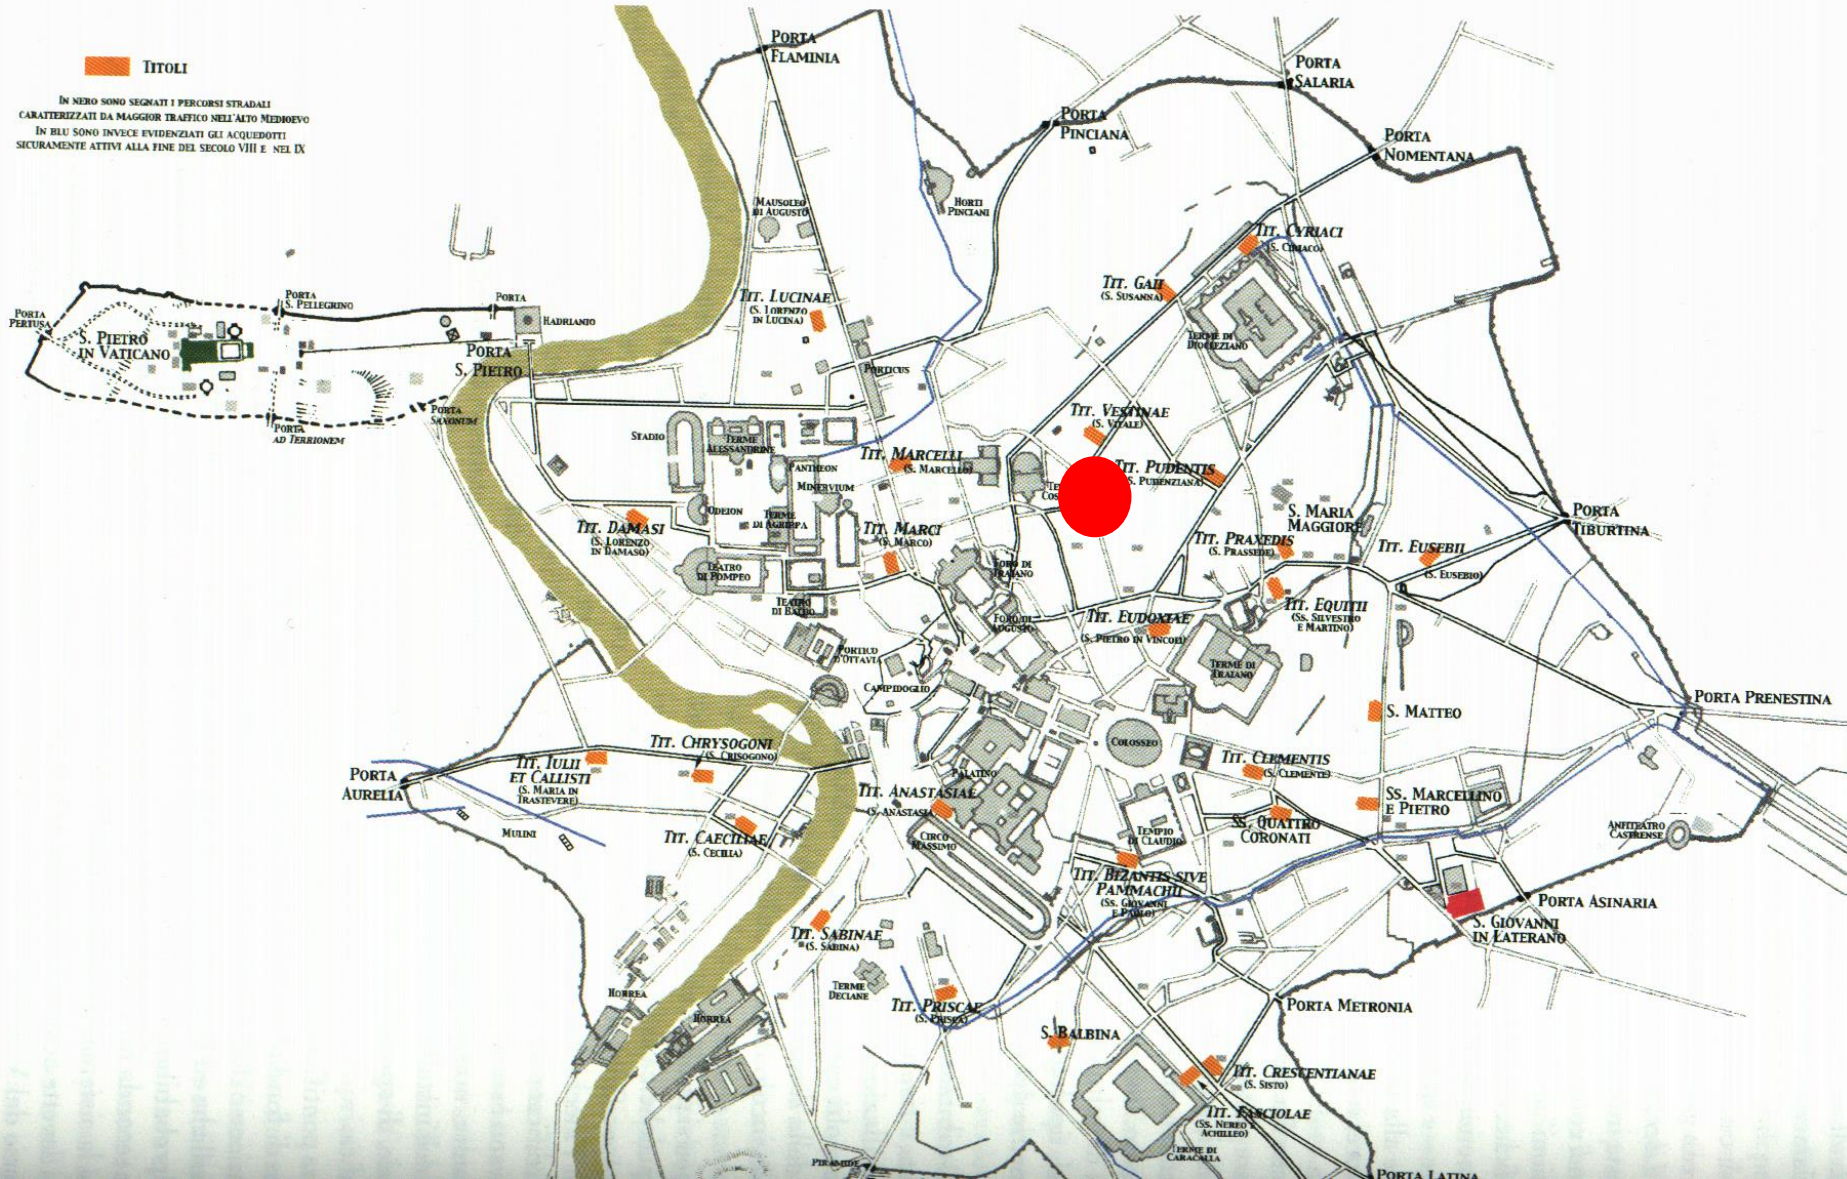 TITOLI
IN NERO SONO SEGNATI I PERCORSI STRADALI
CARATTERIZZATI DA MAGGIOR TRAFFICO NELL'ALTO MEDIOEVO
IN BLU SONO INVECE EVIDENZIATI GLI ACQUEDOTTI
SICURAMENTE ATTIVI ALLA FINE DEL SECOLO VIII E NEL IX
PORTA
FLAMINIA
PORTA
SALARIA
PORTA
PINCIANA
PORTA
NOMENTANA
MAUSOLEO
DI AUGUSTO
HORTI
PINCIANI
TIT. CYRIACI
(S. CIRIACO)
TIT. GAII
(S. SUSANNA)
TERME DI
DIOCLEZIANO
TIT. LUCINAE
(S. LORENZO
IN LUCINA)
PORTICUS
PORTA
S. PELLEGRINO
PORTA
HADRIANIO
PORTA
PERTUSA
S. PIETRO
IN VATICANO
PORTA
S. PIETRO
PORTA
SAXONUM
PORTA
AD TERRIONEM
STADIO
TERME
ALESSANDRINE
PANTHEON
MINERVIUM
TIT. MARCELLI
(S. MARCELLO)
TIT. VESTINAE
(S. VITALE)
TIT. PUDENTIS
(S. PUDENZIANA)
S. MARIA
MAGGIORE
TIT. DAMASI
(S. LORENZO
IN DAMASO)
ODEION
TERME
DI AGRIPPA
TIT. MARCI
(S. MARCO)
TIT. PRAXEDIS
(S. PRASSEDE)
TIT. EUSEBII
(S. EUSEBIO)
PORTA
TIBURTINA
TEATRO
DI POMPEO
TEATRO
DI BALBO
FORO DI
TRAIANO
FORO DI
AUGUSTO
TIT. EUDOXIAE
(S. PIETRO IN VINCOLI)
TIT. EQUITII
(SS. SILVESTRO
E MARTINO)
PORTICO
D'OTTAVIA
CAMPIDOGLIO
TERME DI
TRAIANO
PORTA PRENESTINA
S. MATTEO
COLOSSEO
TIT. CHRYSOGONI
(S. CRISOGONO)
TIT. IULII
ET CALLISTI
(S. MARIA IN
TRASTEVERE)
PORTA
AURELIA
MULINI
TIT. CAECILIAE
(S. CECILIA)
PALATINO
TIT. ANASTASIAE
(S. ANASTASIA)
CIRCO
MASSIMO
TIT. CLEMENTIS
(S. CLEMENTE)
SS. MARCELLINO
E PIETRO
SS. QUATTRO
CORONATI
TEMPIO
DI CLAUDIO
ANFITEATRO
CASTRENSE
TIT. BIZANTIS SIVE
PAMMACHII
(SS. GIOVANNI
E PAOLO)
PORTA ASINARIA
S. GIOVANNI
IN LATERANO
TIT. SABINAE
(S. SABINA)
HORREA
HORREA
TERME
DECIANE
TIT. PRISCAE
(S. PRISCA)
PORTA METRONIA
S. BALBINA
TIT. CRESCENTIANAE
(S. SISTO)
TIT. FASCIOLAE
(SS. NEREO E
ACHILLEO)
TERME DI
CARACALLA
PIRAMIDE
PORTA LATINA